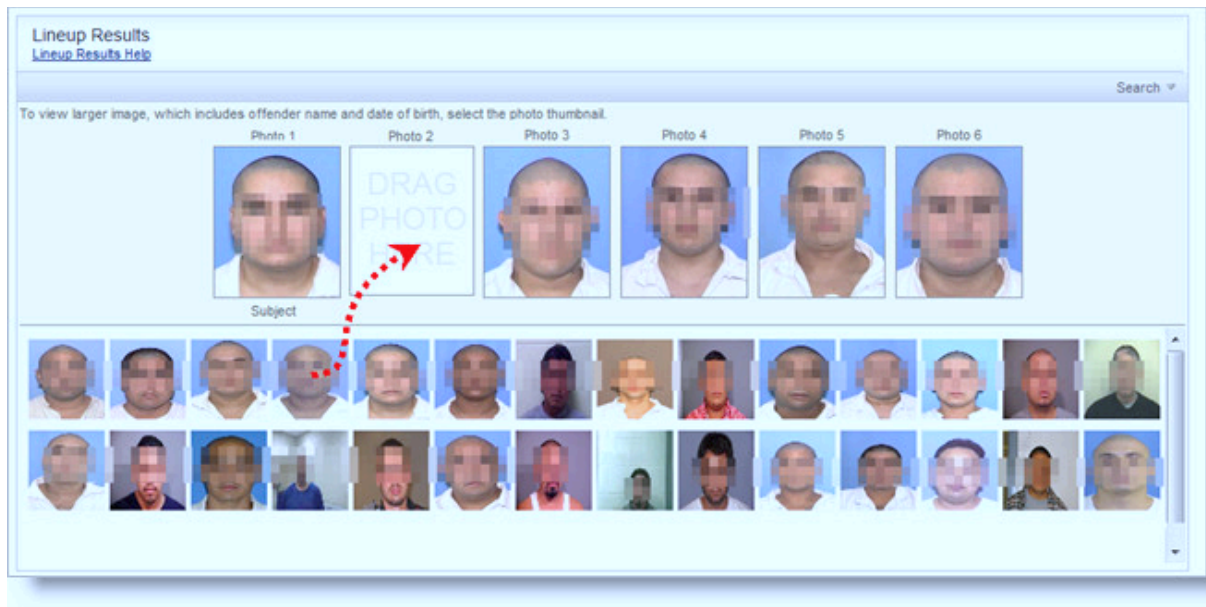 Lineup Results
Lineup Results Help
Search
To view larger image, which includes offender name and date of birth, select the photo thumbnail.
Photo 1 Photo 2 Photo 3 Photo 4 Photo 5 Photo 6
DRAG
PHOTO
HERE
Subject